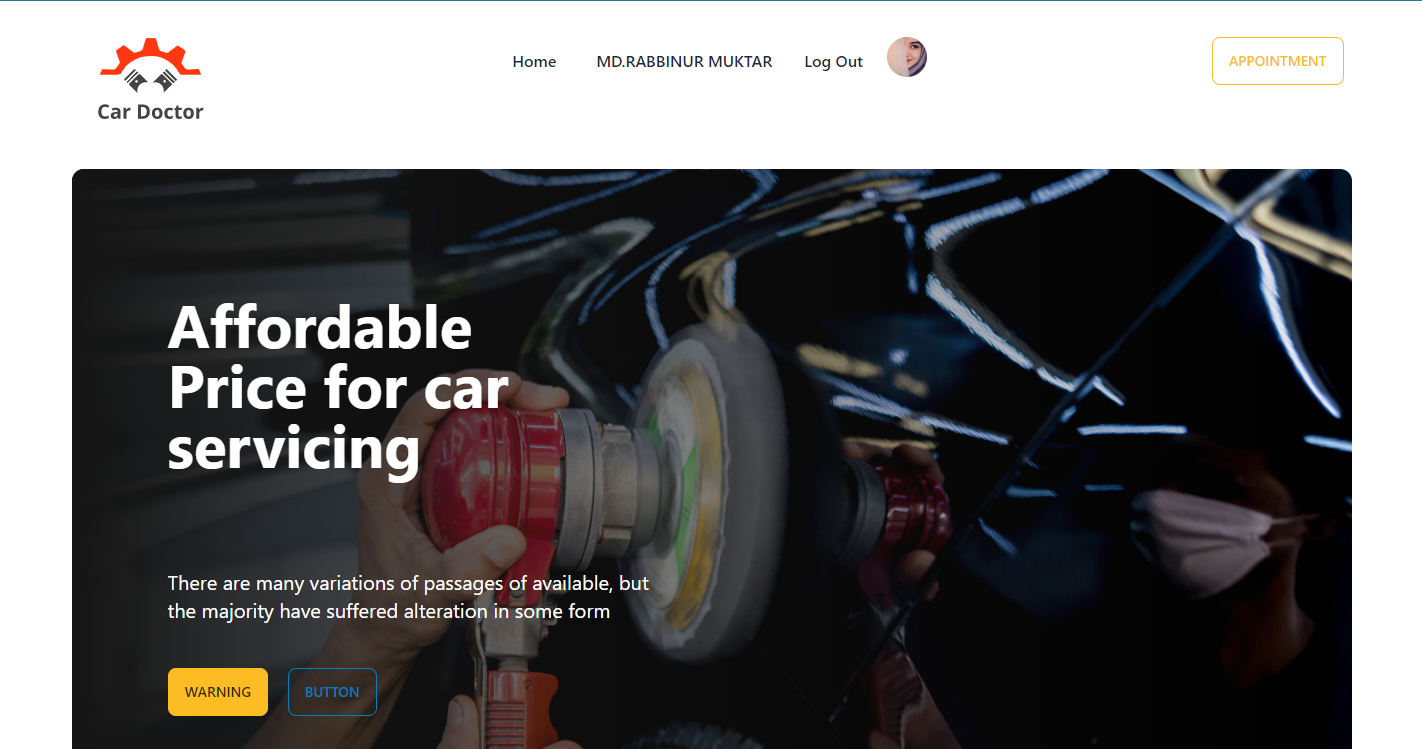 Home
MD.RABBINUR MUKTAR
Log Out
APPOINTMENT
Car Doctor
Affordable
Price for car
servicing
There are many variations of passages of available, but
the majority have suffered alteration in some form
WARNING
BUTTON